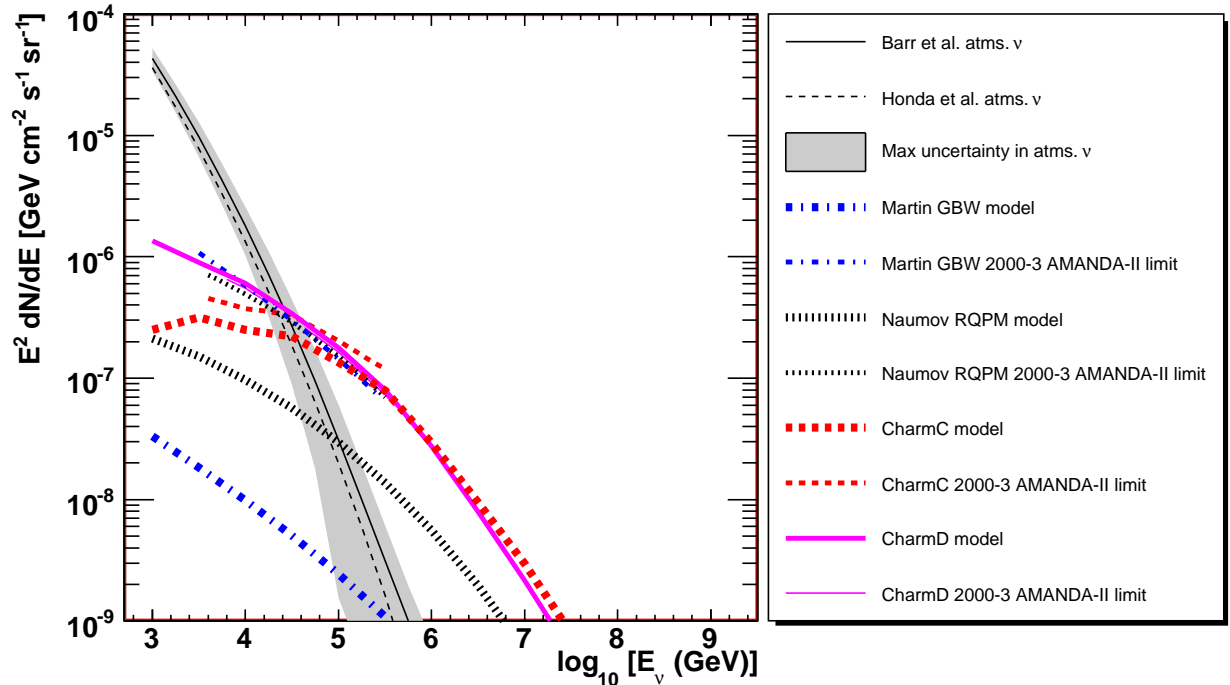 E² dN/dE [GeV cm⁻² s⁻¹ sr⁻¹]
10⁻⁴
10⁻⁵
10⁻⁶
10⁻⁷
10⁻⁸
10⁻⁹
3 4 5 6 7 8 9
log₁₀ [E_ν (GeV)]
Barr et al. atms. ν
Honda et al. atms. ν
Max uncertainty in atms. ν
Martin GBW model
Martin GBW 2000-3 AMANDA-II limit
Naumov RQPM model
Naumov RQPM 2000-3 AMANDA-II limit
CharmC model
CharmC 2000-3 AMANDA-II limit
CharmD model
CharmD 2000-3 AMANDA-II limit